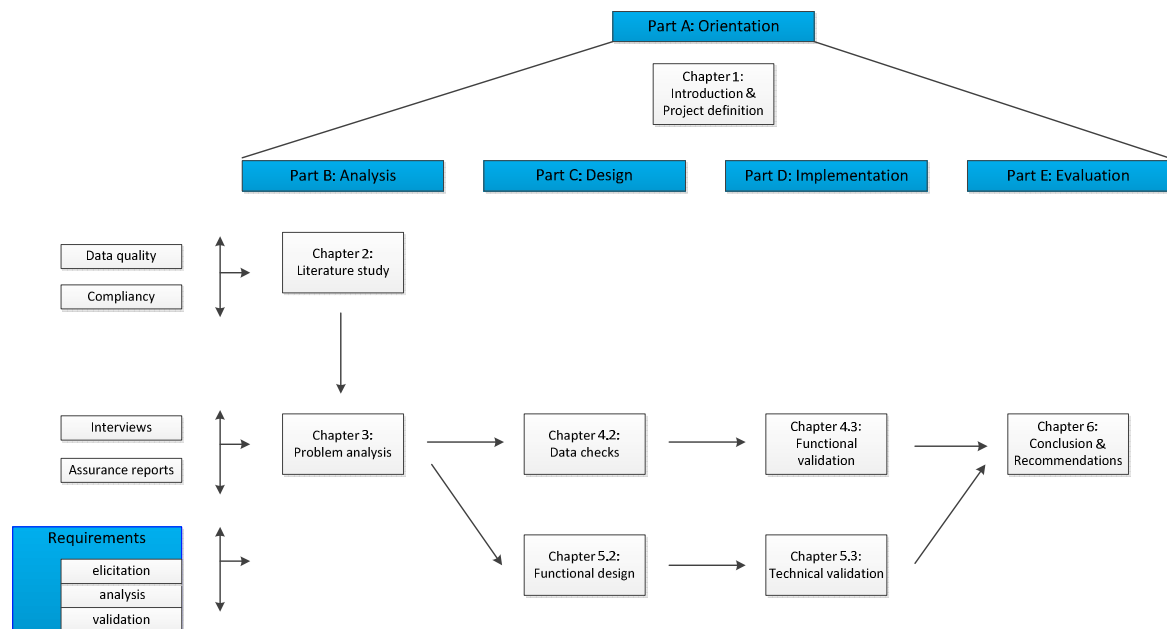 Part A: Orientation
Chapter 1:
Introduction &
Project definition
Part B: Analysis
Part C: Design
Part D: Implementation
Part E: Evaluation
Data quality
Compliancy
Chapter 2:
Literature study
Interviews
Assurance reports
Chapter 3:
Problem analysis
Chapter 4.2:
Data checks
Chapter 4.3:
Functional
validation
Chapter 6:
Conclusion &
Recommendations
Requirements
elicitation
analysis
validation
Chapter 5.2:
Functional design
Chapter 5.3:
Technical validation